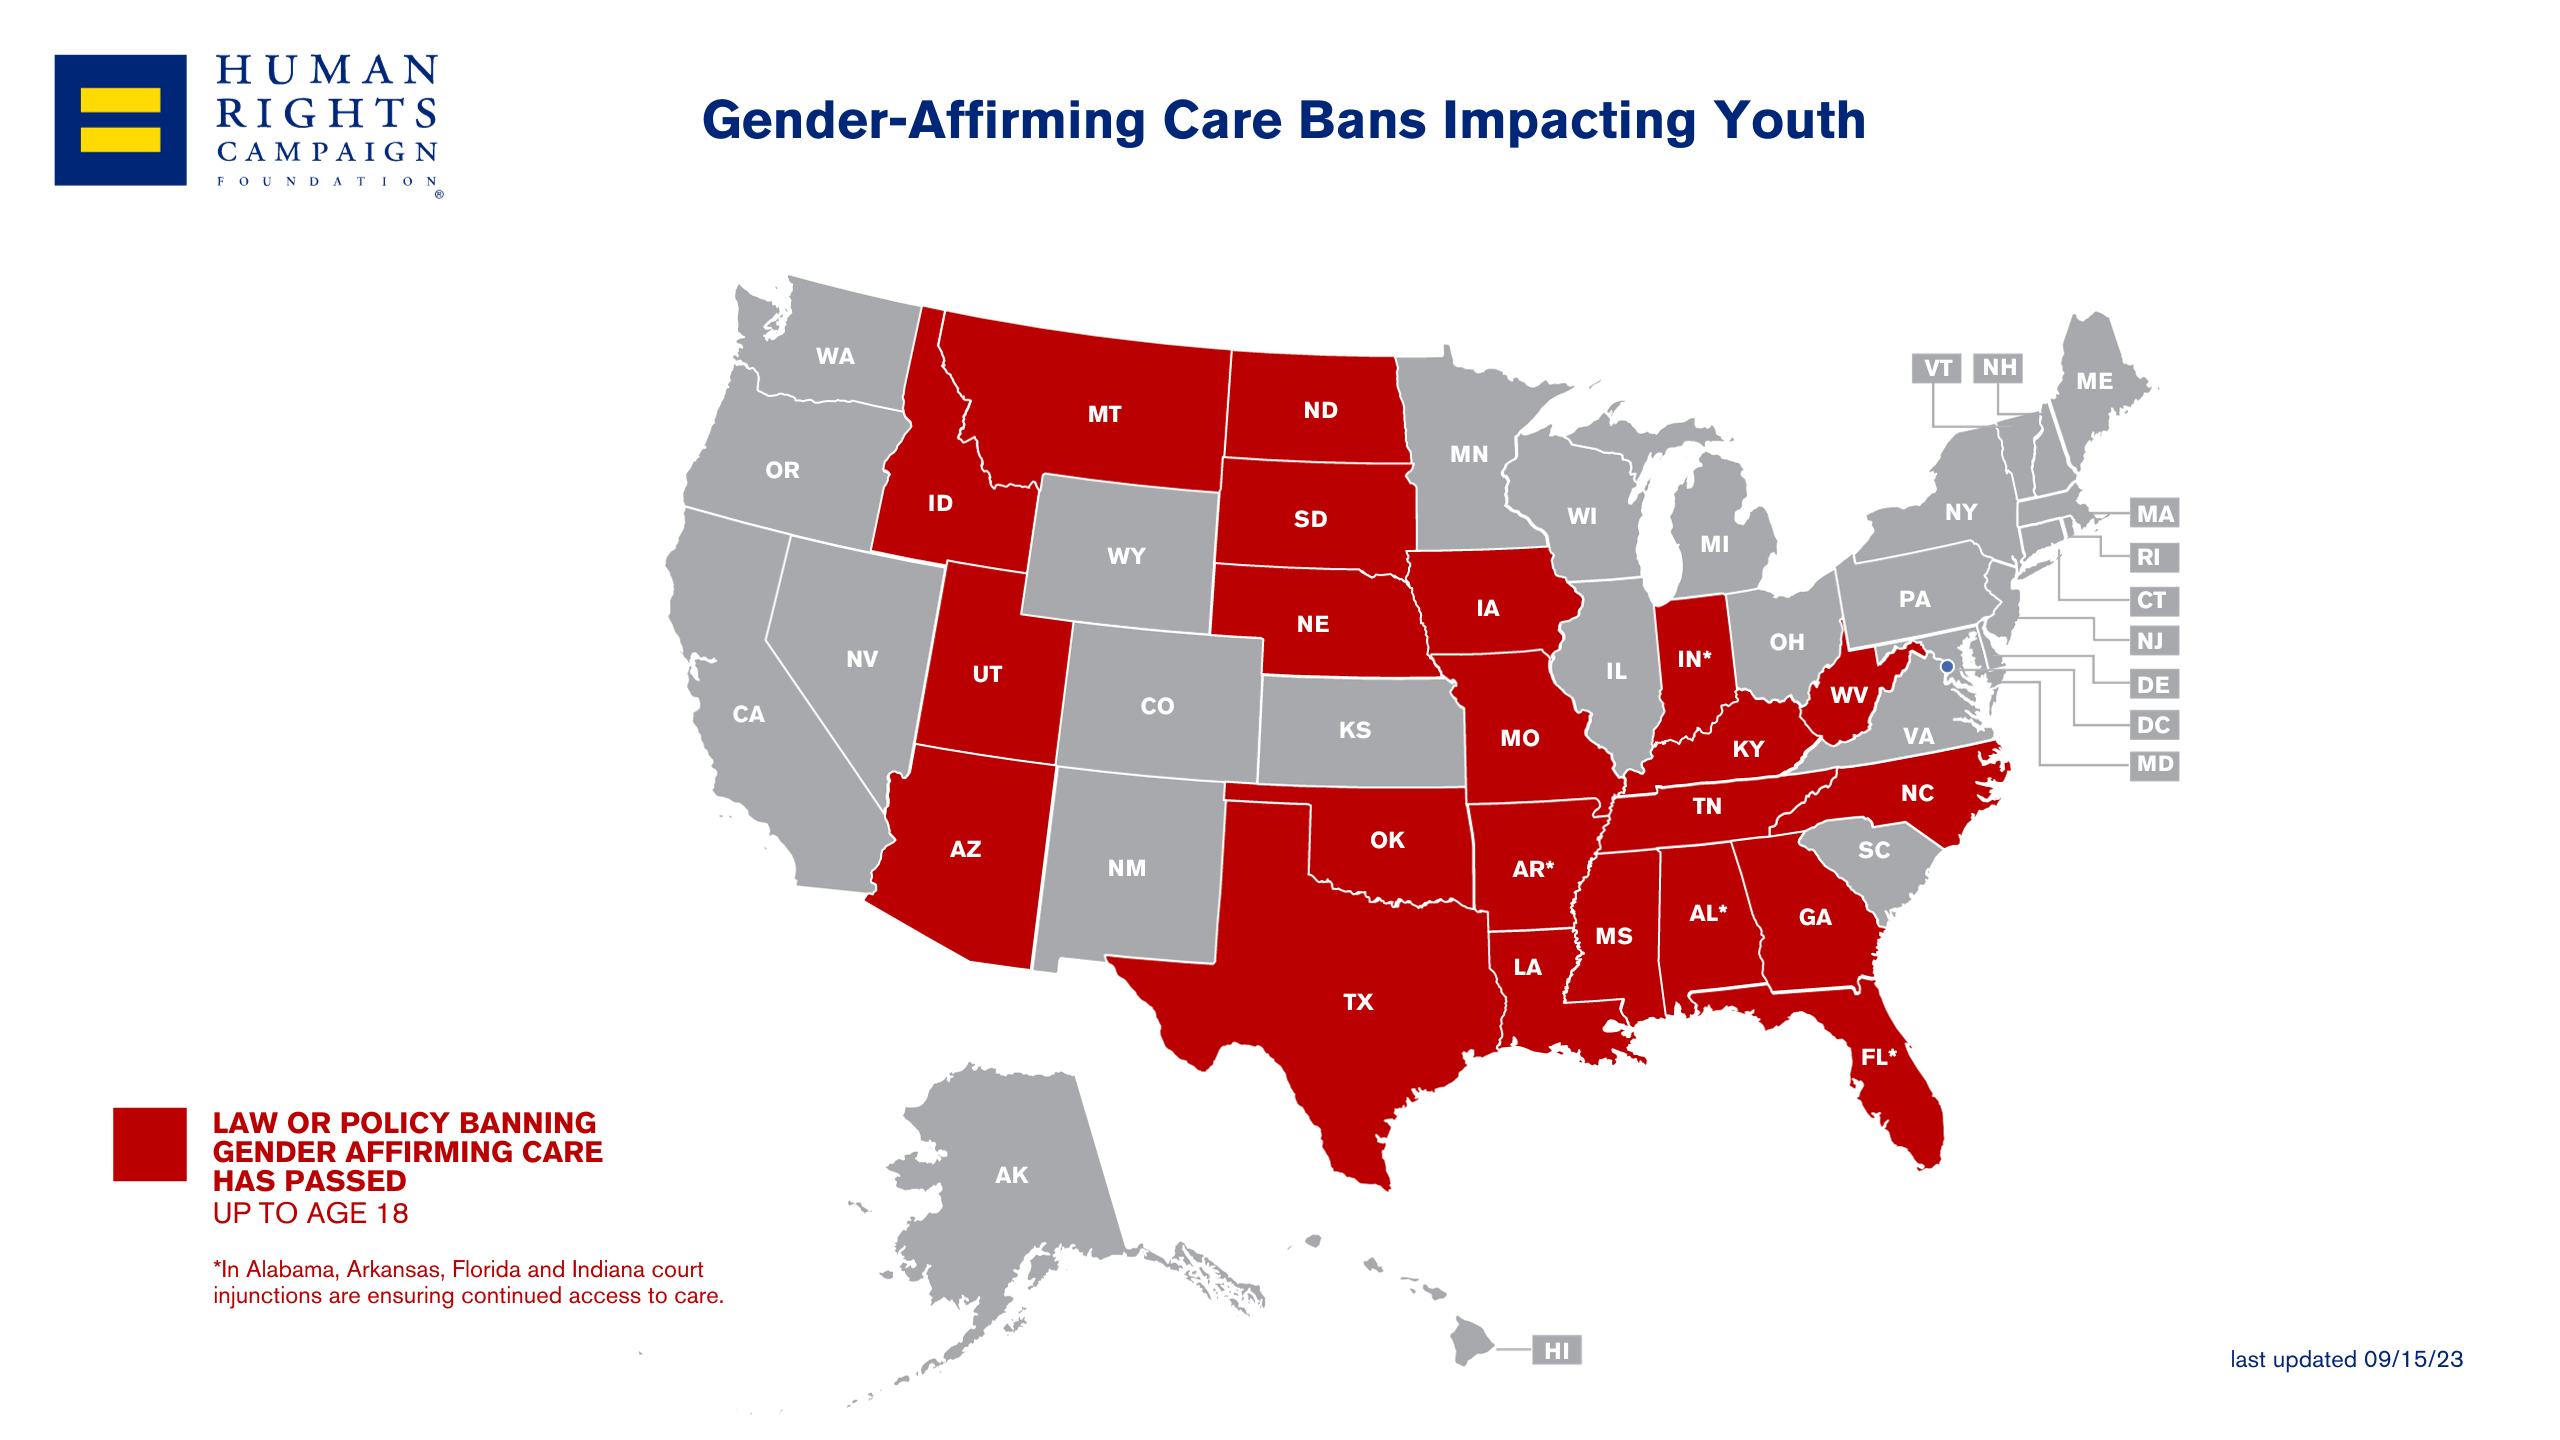 HUMAN
RIGHTS
CAMPAIGN
FOUNDATION
®
Gender-Affirming Care Bans Impacting Youth
WA
MT
ND
MN
VT
NH
ME
OR
ID
SD
WI
MI
NY
MA
WY
RI
IA
PA
CT
NE
OH
NJ
NV
UT
IL
IN*
WV
DE
CA
CO
KS
MO
KY
VA
DC
MD
TN
NC
AZ
NM
OK
AR*
SC
MS
AL*
GA
LA
TX
FL*
AK
HI
LAW OR POLICY BANNING
GENDER AFFIRMING CARE
HAS PASSED
UP TO AGE 18
*In Alabama, Arkansas, Florida and Indiana court
injunctions are ensuring continued access to care.
last updated 09/15/23